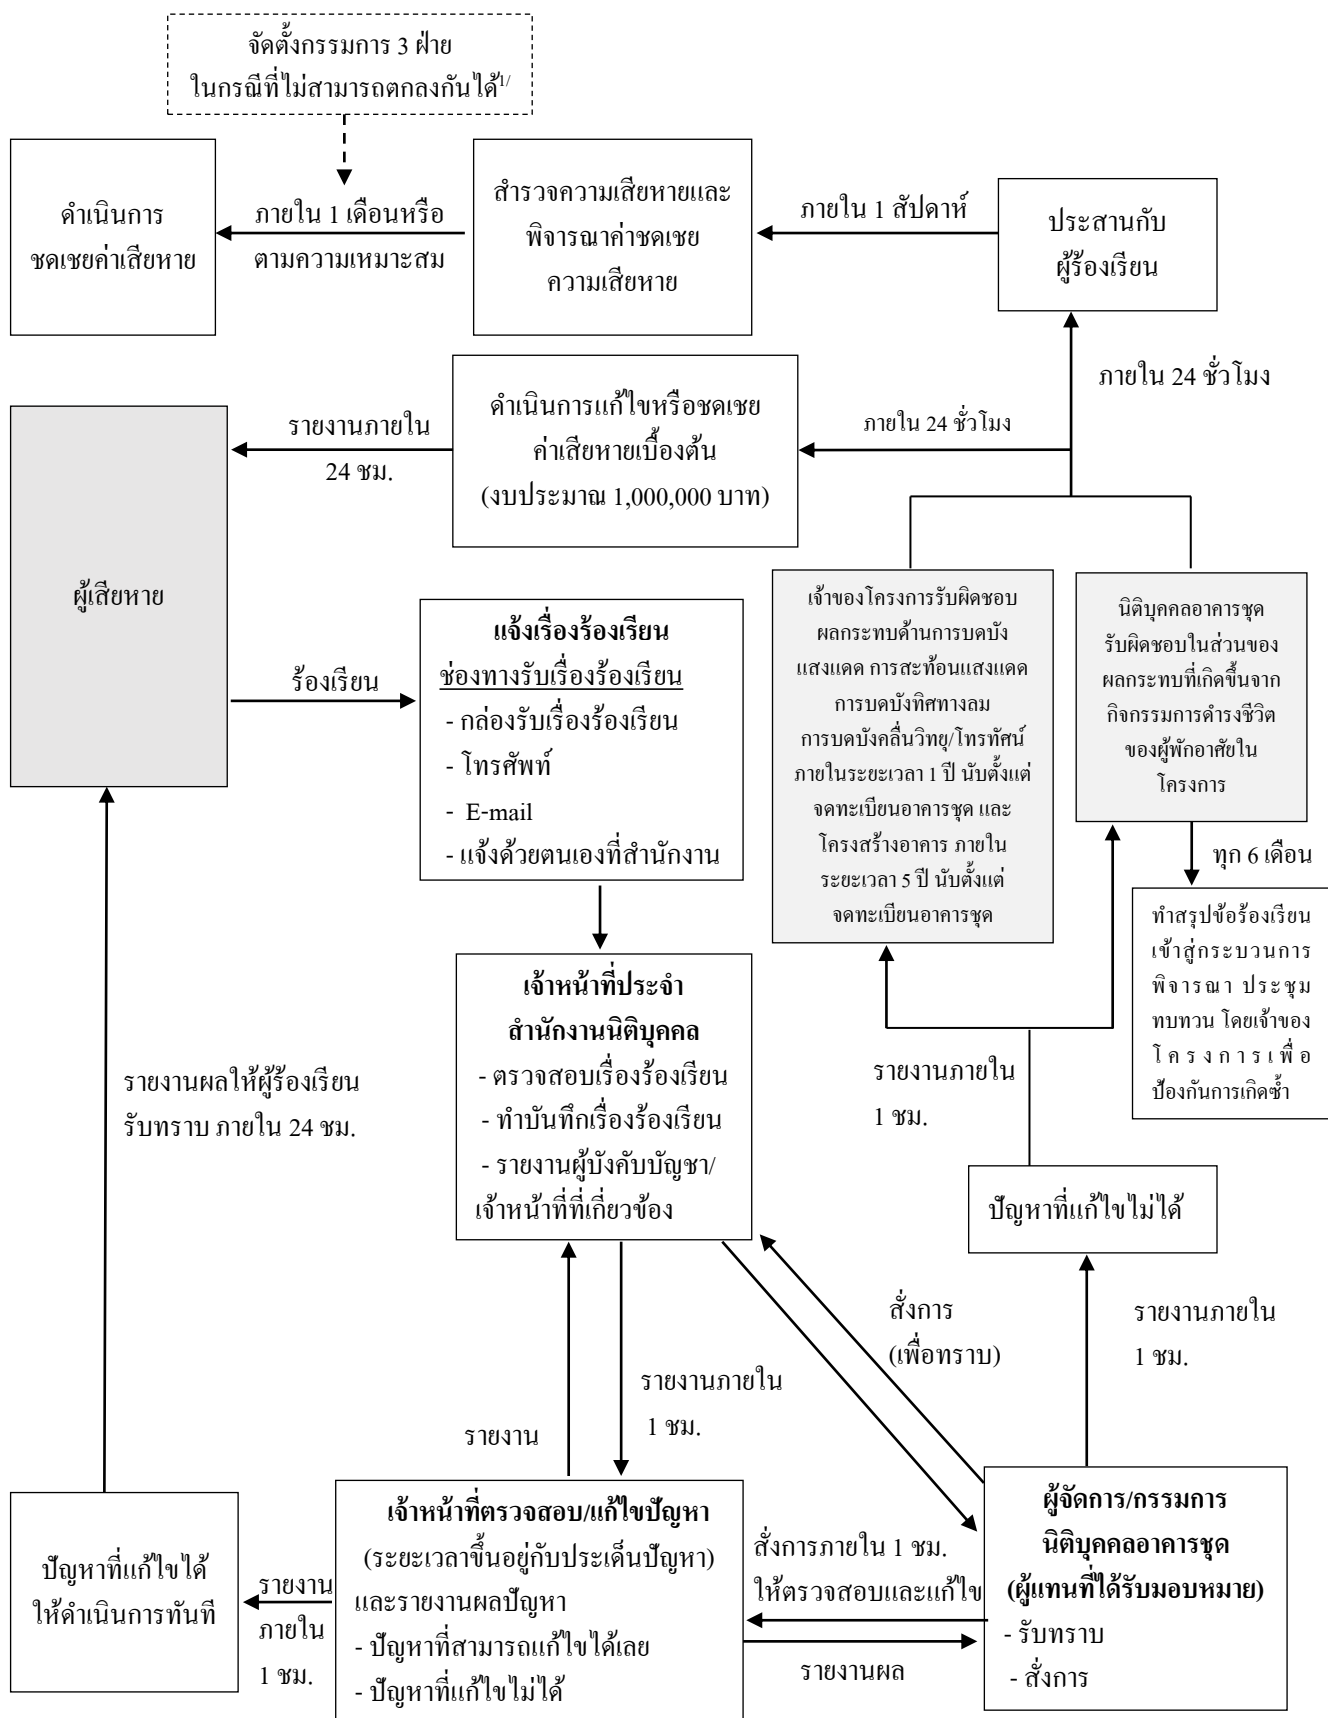 จัดตั้งกรรมการ 3 ฝ่าย
ในกรณีที่ไม่สามารถตกลงกันได้1/
ดำเนินการ
ชดเชยค่าเสียหาย
ภายใน 1 เดือนหรือ
ตามความเหมาะสม
สำรวจความเสียหายและ
พิจารณาค่าชดเชย
ความเสียหาย
ภายใน 1 สัปดาห์
ประสานกับ
ผู้ร้องเรียน
ภายใน 24 ชั่วโมง
ภายใน 24 ชั่วโมง
ดำเนินการแก้ไขหรือชดเชย
ค่าเสียหายเบื้องต้น
(งบประมาณ 1,000,000 บาท)
รายงานภายใน
24 ชม.
ผู้เสียหาย
ร้องเรียน
แจ้งเรื่องร้องเรียน
ช่องทางรับเรื่องร้องเรียน
- กล่องรับเรื่องร้องเรียน
- โทรศัพท์
- E-mail
- แจ้งด้วยตนเองที่สำนักงาน
เจ้าของโครงการรับผิดชอบ
ผลกระทบด้านการบดบัง
แสงแดด การสะท้อนแสงแดด
การบดบังทิศทางลม
การบดบังคลื่นวิทยุ/โทรทัศน์
ภายในระยะเวลา 1 ปี นับตั้งแต่
จดทะเบียนอาคารชุด และ
โครงสร้างอาคาร ภายใน
ระยะเวลา 5 ปี นับตั้งแต่
จดทะเบียนอาคารชุด
นิติบุคคลอาคารชุด
รับผิดชอบในส่วนของ
ผลกระทบที่เกิดขึ้นจาก
กิจกรรมการดำรงชีวิต
ของผู้พักอาศัยใน
โครงการ
ทุก 6 เดือน
ทำสรุปข้อร้องเรียน
เข้าสู่กระบวนการ
พิจารณา ประชุม
ทบทวน โดยเจ้าของ
โครงการเพื่อ
ป้องกันการเกิดซ้ำ
เจ้าหน้าที่ประจำ
สำนักงานนิติบุคคล
- ตรวจสอบเรื่องร้องเรียน
- ทำบันทึกเรื่องร้องเรียน
- รายงานผู้บังคับบัญชา/
เจ้าหน้าที่ที่เกี่ยวข้อง
รายงานผลให้ผู้ร้องเรียน
รับทราบ ภายใน 24 ชม.
รายงานภายใน
1 ชม.
ปัญหาที่แก้ไขไม่ได้
สั่งการ
(เพื่อทราบ)
รายงานภายใน
1 ชม.
รายงานภายใน
1 ชม.
รายงาน
เจ้าหน้าที่ตรวจสอบ/แก้ไขปัญหา
(ระยะเวลาขึ้นอยู่กับประเด็นปัญหา)
และรายงานผลปัญหา
- ปัญหาที่สามารถแก้ไขได้เลย
- ปัญหาที่แก้ไขไม่ได้
ปัญหาที่แก้ไขได้
ให้ดำเนินการทันที
รายงาน
ภายใน
1 ชม.
สั่งการภายใน 1 ชม.
ให้ตรวจสอบและแก้ไข
รายงานผล
ผู้จัดการ/กรรมการ
นิติบุคคลอาคารชุด
(ผู้แทนที่ได้รับมอบหมาย)
- รับทราบ
- สั่งการ